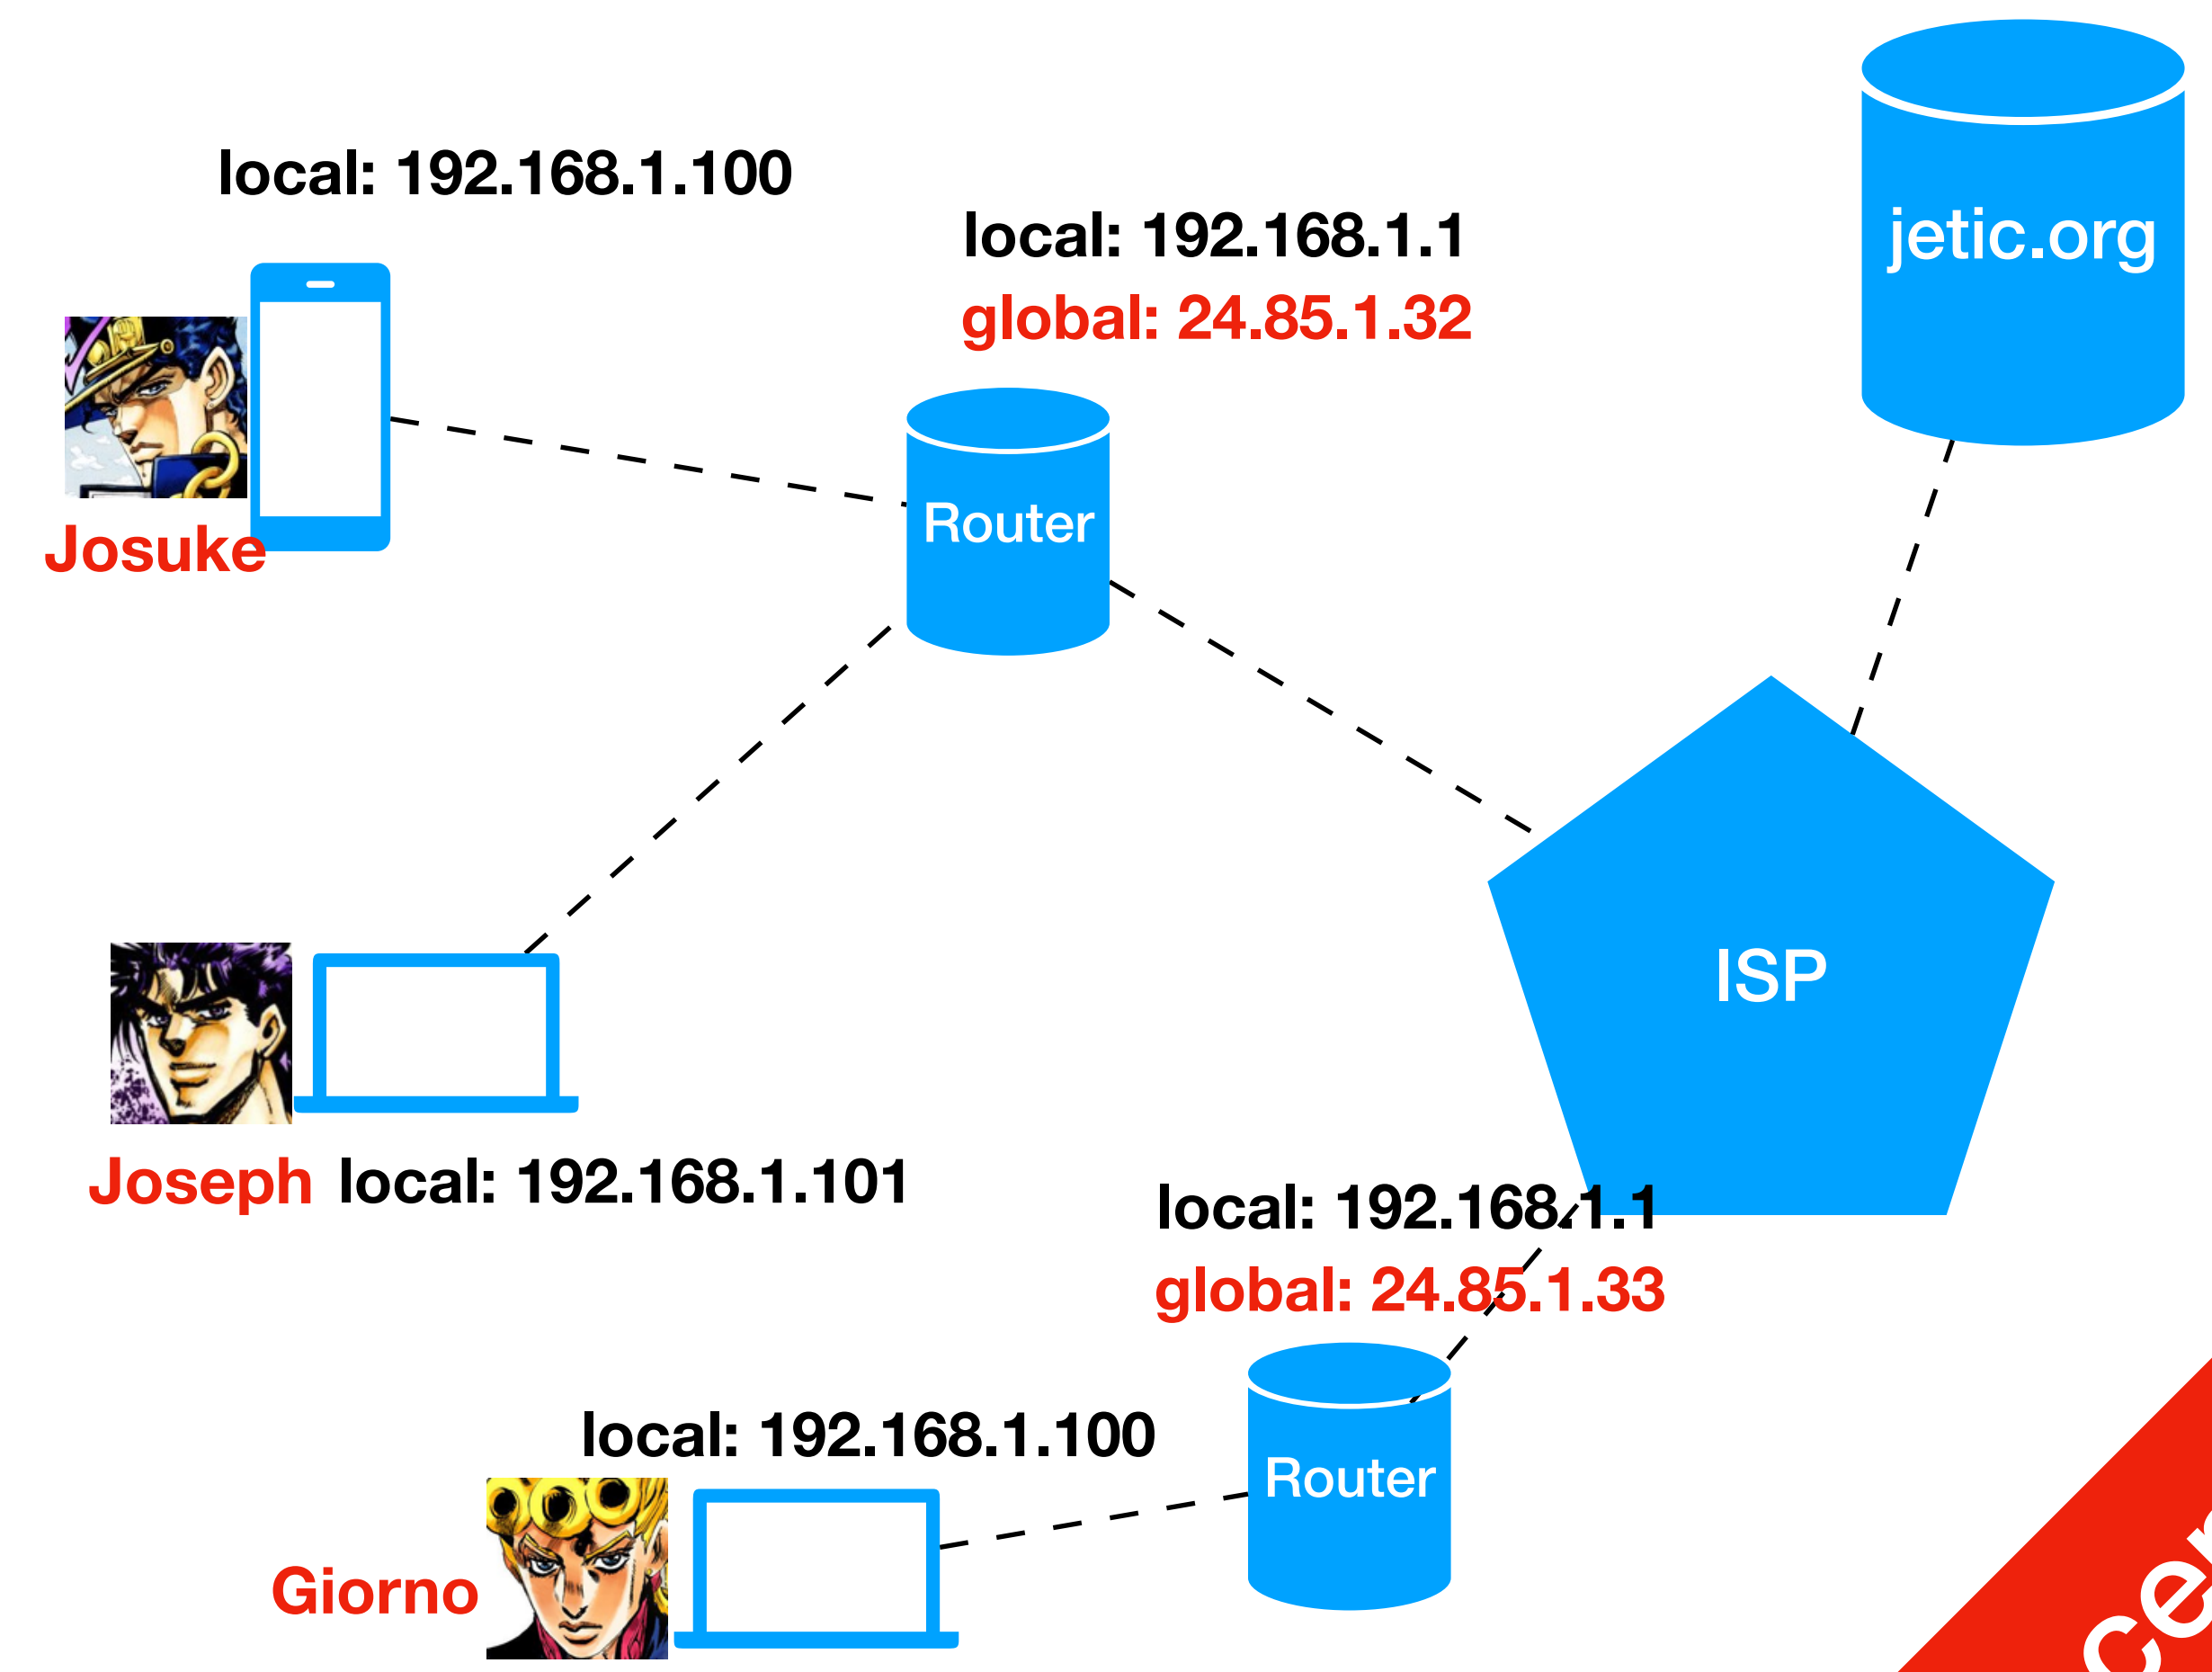 jetic.org
local: 192.168.1.100
local: 192.168.1.1
global: 24.85.1.32
Router
Josuke
ISP
Joseph local: 192.168.1.101
local: 192.168.1.1
global: 24.85.1.33
local: 192.168.1.100
Router
Giorno